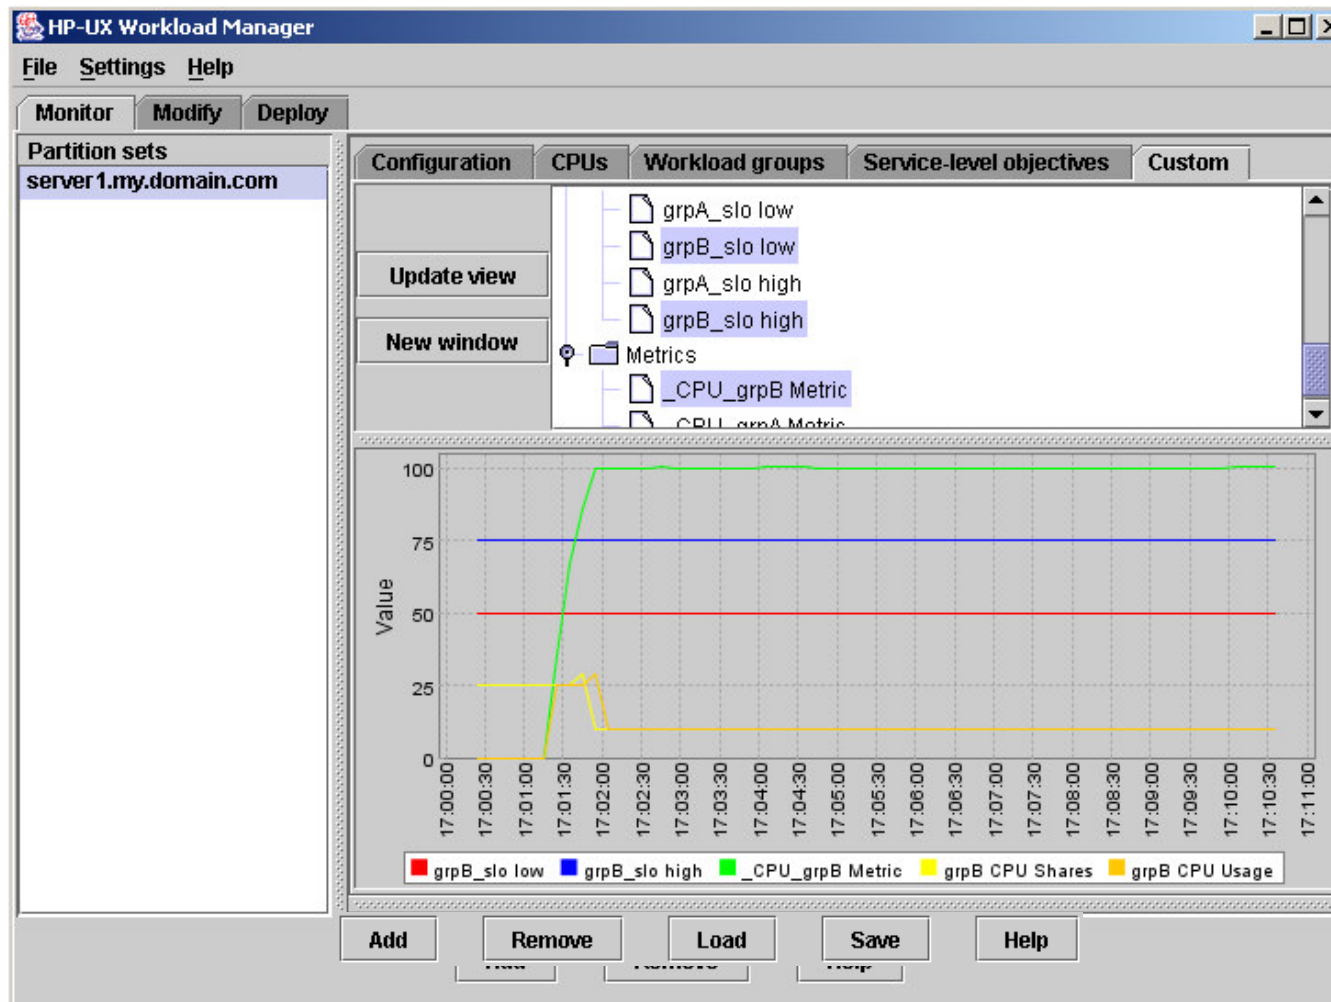 HP-UX Workload Manager
File Settings Help
Monitor Modify Deploy
Partition sets
server1.my.domain.com
Configuration CPUs Workload groups Service-level objectives Custom
Update view
New window
grpA_slo low
grpB_slo low
grpA_slo high
grpB_slo high
Metrics
_CPU_grpB Metric
_CPU_grpA Metric
100
75
50
25
0
Value
17:00:00 17:00:30 17:01:00 17:01:30 17:02:00 17:02:30 17:03:00 17:03:30 17:04:00 17:04:30 17:05:00 17:05:30 17:06:00 17:06:30 17:07:00 17:07:30 17:08:00 17:08:30 17:09:00 17:09:30 17:10:00 17:10:30 17:11:00
grpB_slo low grpB_slo high _CPU_grpB Metric grpB CPU Shares grpB CPU Usage
Add Remove Load Save Help
Add Remove Help